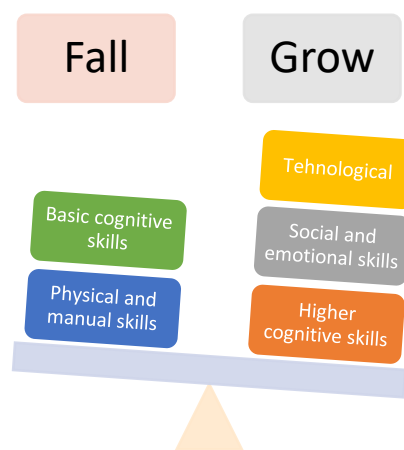 Fall
Grow
Basic cognitive
skills
Physical and
manual skills
Tehnological
Social and
emotional skills
Higher
cognitive skills